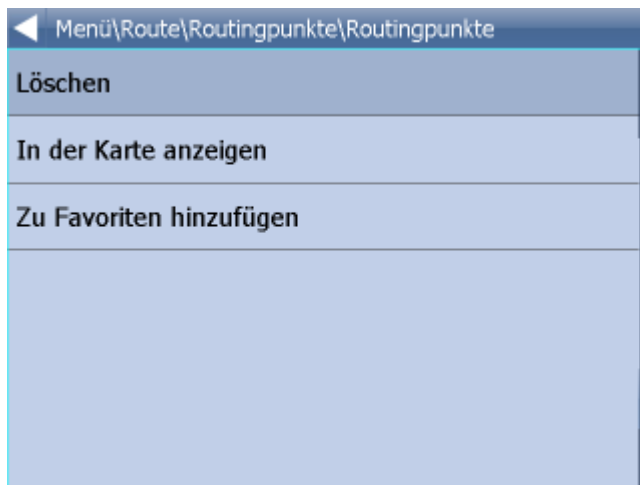 Menü\Route\Routingpunkte\Routingpunkte
Löschen
In der Karte anzeigen
Zu Favoriten hinzufügen